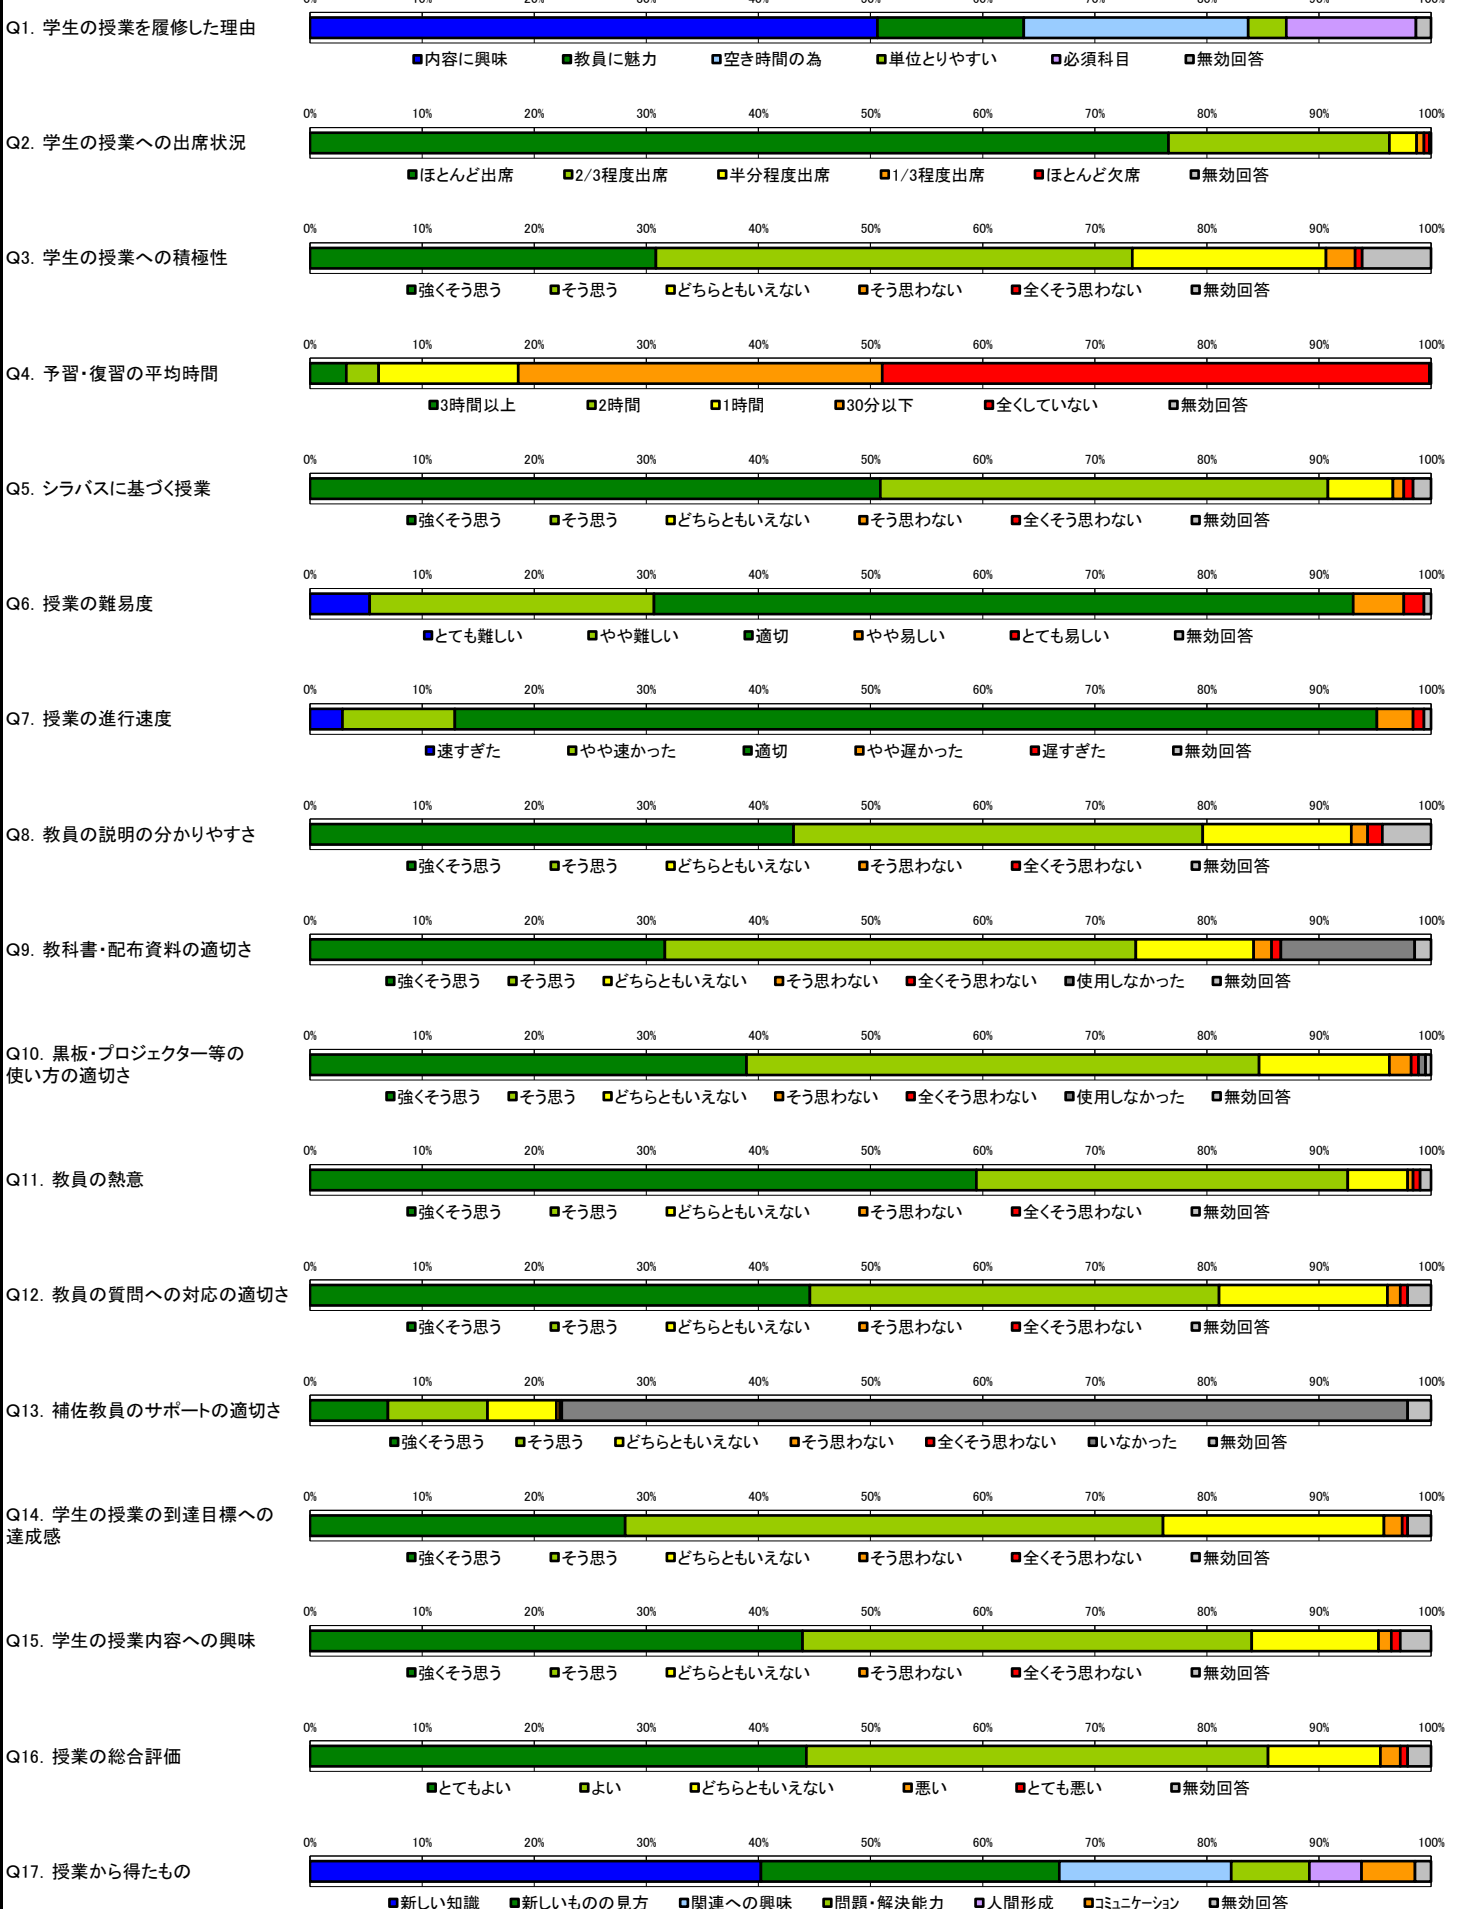 0% 10% 20% 30% 40% 50% 60% 70% 80% 90% 100%
Q1. 学生の授業を履修した理由
内容に興味 教員に魅力 空き時間の為 単位とりやすい 必須科目 無効回答
0% 10% 20% 30% 40% 50% 60% 70% 80% 90% 100%
Q2. 学生の授業への出席状況
ほとんど出席 2/3程度出席 半分程度出席 1/3程度出席 ほとんど欠席 無効回答
0% 10% 20% 30% 40% 50% 60% 70% 80% 90% 100%
Q3. 学生の授業への積極性
強くそう思う そう思う どちらともいえない そう思わない 全くそう思わない 無効回答
0% 10% 20% 30% 40% 50% 60% 70% 80% 90% 100%
Q4. 予習・復習の平均時間
3時間以上 2時間 1時間 30分以下 全くしていない 無効回答
0% 10% 20% 30% 40% 50% 60% 70% 80% 90% 100%
Q5. シラバスに基づく授業
強くそう思う そう思う どちらともいえない そう思わない 全くそう思わない 無効回答
0% 10% 20% 30% 40% 50% 60% 70% 80% 90% 100%
Q6. 授業の難易度
とても難しい やや難しい 適切 やや易しい とても易しい 無効回答
0% 10% 20% 30% 40% 50% 60% 70% 80% 90% 100%
Q7. 授業の進行速度
速すぎた やや速かった 適切 やや遅かった 遅すぎた 無効回答
0% 10% 20% 30% 40% 50% 60% 70% 80% 90% 100%
Q8. 教員の説明の分かりやすさ
強くそう思う そう思う どちらともいえない そう思わない 全くそう思わない 無効回答
0% 10% 20% 30% 40% 50% 60% 70% 80% 90% 100%
Q9. 教科書・配布資料の適切さ
強くそう思う そう思う どちらともいえない そう思わない 全くそう思わない 使用しなかった 無効回答
0% 10% 20% 30% 40% 50% 60% 70% 80% 90% 100%
Q10. 黒板・プロジェクター等の
使い方の適切さ
強くそう思う そう思う どちらともいえない そう思わない 全くそう思わない 使用しなかった 無効回答
0% 10% 20% 30% 40% 50% 60% 70% 80% 90% 100%
Q11. 教員の熱意
強くそう思う そう思う どちらともいえない そう思わない 全くそう思わない 無効回答
0% 10% 20% 30% 40% 50% 60% 70% 80% 90% 100%
Q12. 教員の質問への対応の適切さ
強くそう思う そう思う どちらともいえない そう思わない 全くそう思わない 無効回答
0% 10% 20% 30% 40% 50% 60% 70% 80% 90% 100%
Q13. 補佐教員のサポートの適切さ
強くそう思う そう思う どちらともいえない そう思わない 全くそう思わない いなかった 無効回答
0% 10% 20% 30% 40% 50% 60% 70% 80% 90% 100%
Q14. 学生の授業の到達目標への
達成感
強くそう思う そう思う どちらともいえない そう思わない 全くそう思わない 無効回答
0% 10% 20% 30% 40% 50% 60% 70% 80% 90% 100%
Q15. 学生の授業内容への興味
強くそう思う そう思う どちらともいえない そう思わない 全くそう思わない 無効回答
0% 10% 20% 30% 40% 50% 60% 70% 80% 90% 100%
Q16. 授業の総合評価
とてもよい よい どちらともいえない 悪い とても悪い 無効回答
0% 10% 20% 30% 40% 50% 60% 70% 80% 90% 100%
Q17. 授業から得たもの
新しい知識 新しいものの見方 関連への興味 問題・解決能力 人間形成 ｺﾐｭﾆｹｰｼｮﾝ 無効回答